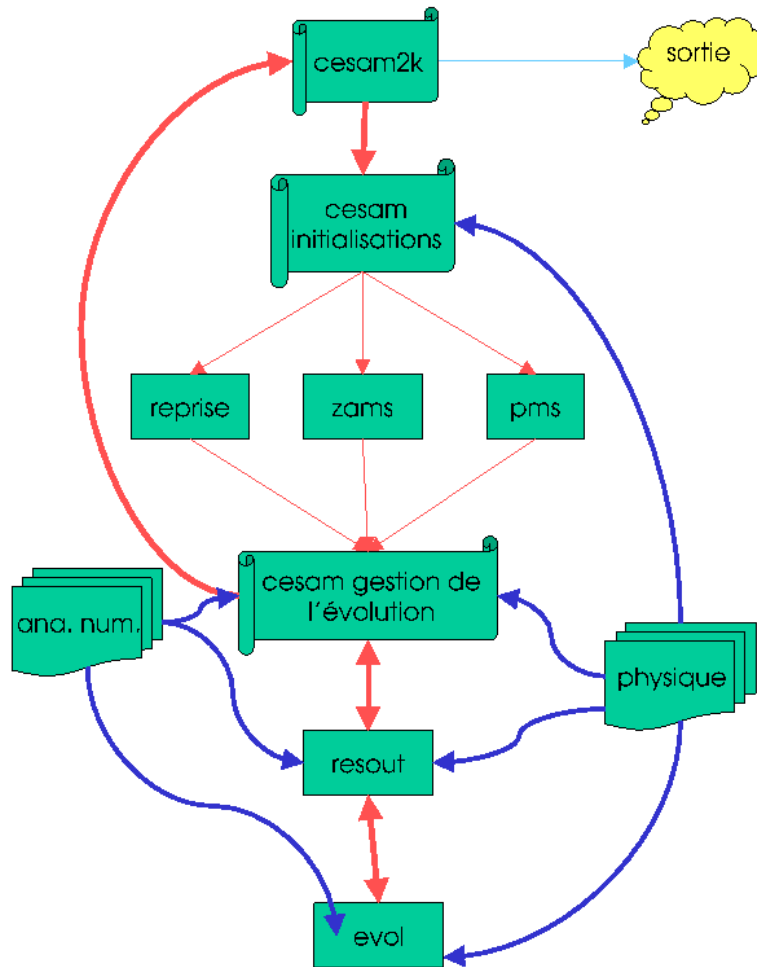 cesam2k
sortie
cesam
initialisations
reprise
zams
pms
cesam gestion de
l'évolution
ana. num.
physique
resout
evol